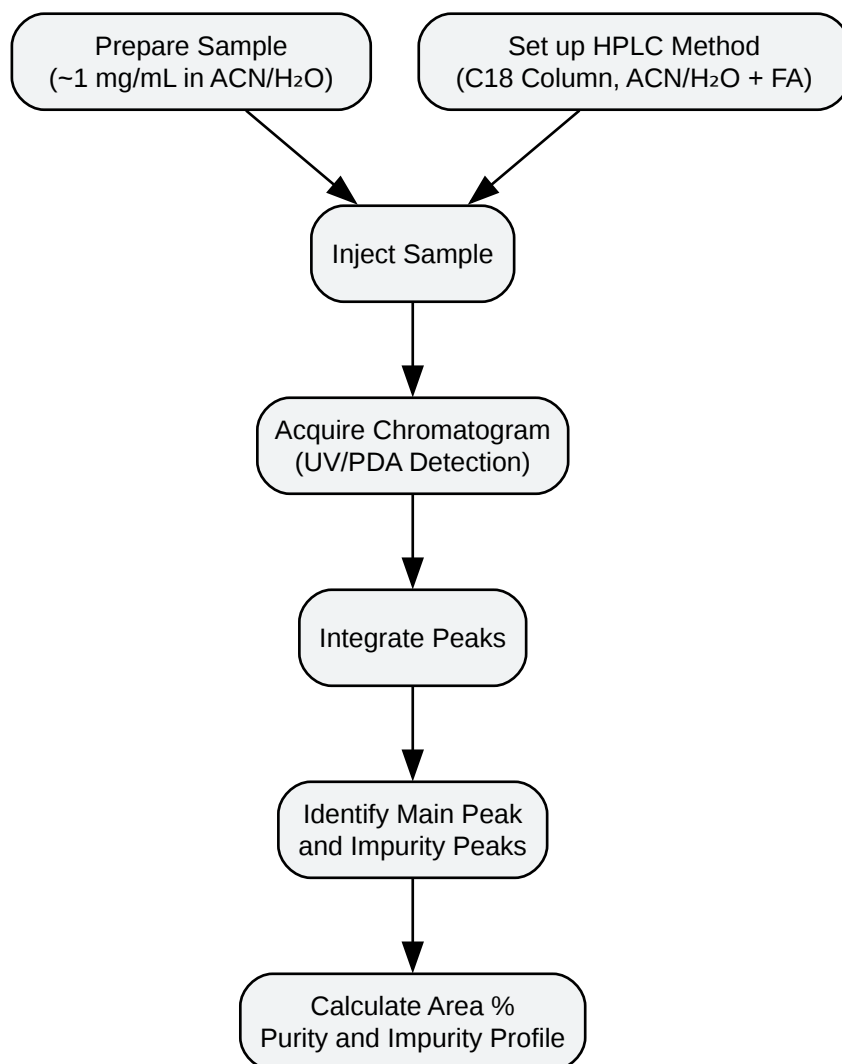 Prepare Sample
(~1 mg/mL in ACN/H₂O)
Set up HPLC Method
(C18 Column, ACN/H₂O + FA)
Inject Sample
Acquire Chromatogram
(UV/PDA Detection)
Integrate Peaks
Identify Main Peak
and Impurity Peaks
Calculate Area %
Purity and Impurity Profile